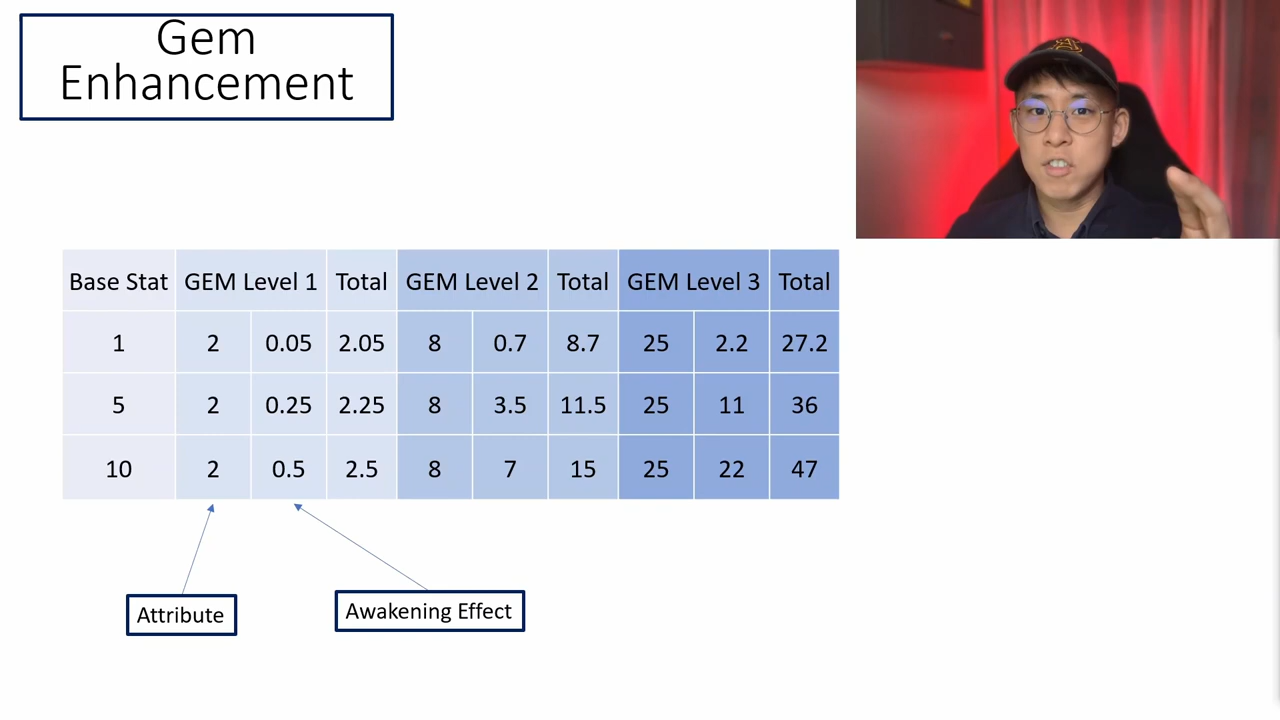 Gem
Enhancement
Base Stat GEM Level 1 Total GEM Level 2 Total GEM Level 3 Total
1 2 0.05 2.05 8 0.7 8.7 25 2.2 27.2
5 2 0.25 2.25 8 3.5 11.5 25 11 36
10 2 0.5 2.5 8 7 15 25 22 47
Attribute
Awakening Effect